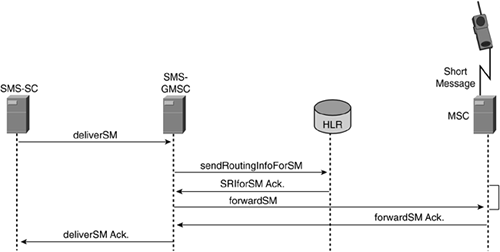 SMS-SC
SMS-
GMSC
HLR
Short
Message
MSC
deliverSM
sendRoutingInfoForSM
SRIforSM Ack.
forwardSM
forwardSM Ack.
deliverSM Ack.